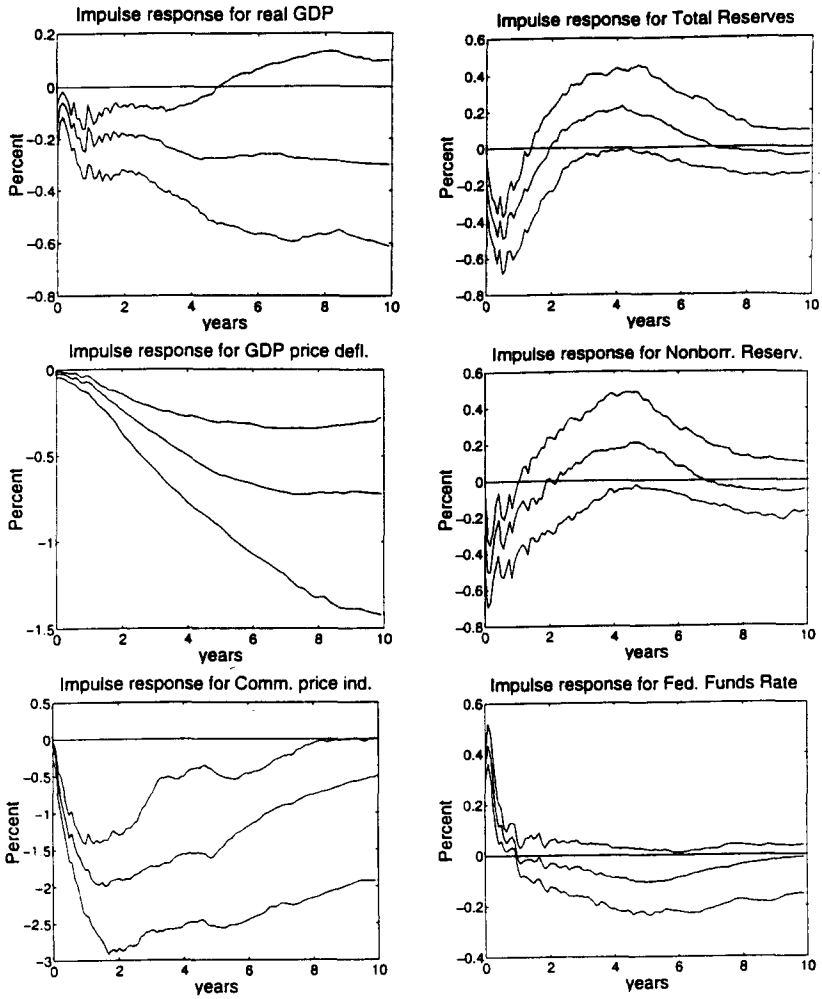 Impulse response for real GDP
0.2
0
−0.2
−0.4
−0.6
−0.8
Percent
0 2 4 6 8 10
years
Impulse response for Total Reserves
0.6
0.4
0.2
0
−0.2
−0.4
−0.6
−0.8
Percent
0 2 4 6 8 10
years
Impulse response for GDP price defl.
0
−0.5
−1
−1.5
Percent
0 2 4 6 8 10
years
Impulse response for Nonborr. Reserv.
0.6
0.4
0.2
0
−0.2
−0.4
−0.6
−0.8
Percent
0 2 4 6 8 10
years
Impulse response for Comm. price ind.
0.5
0
−0.5
−1
−1.5
−2
−2.5
−3
Percent
0 2 4 6 8 10
years
Impulse response for Fed. Funds Rate
0.6
0.4
0.2
0
−0.2
−0.4
Percent
0 2 4 6 8 10
years